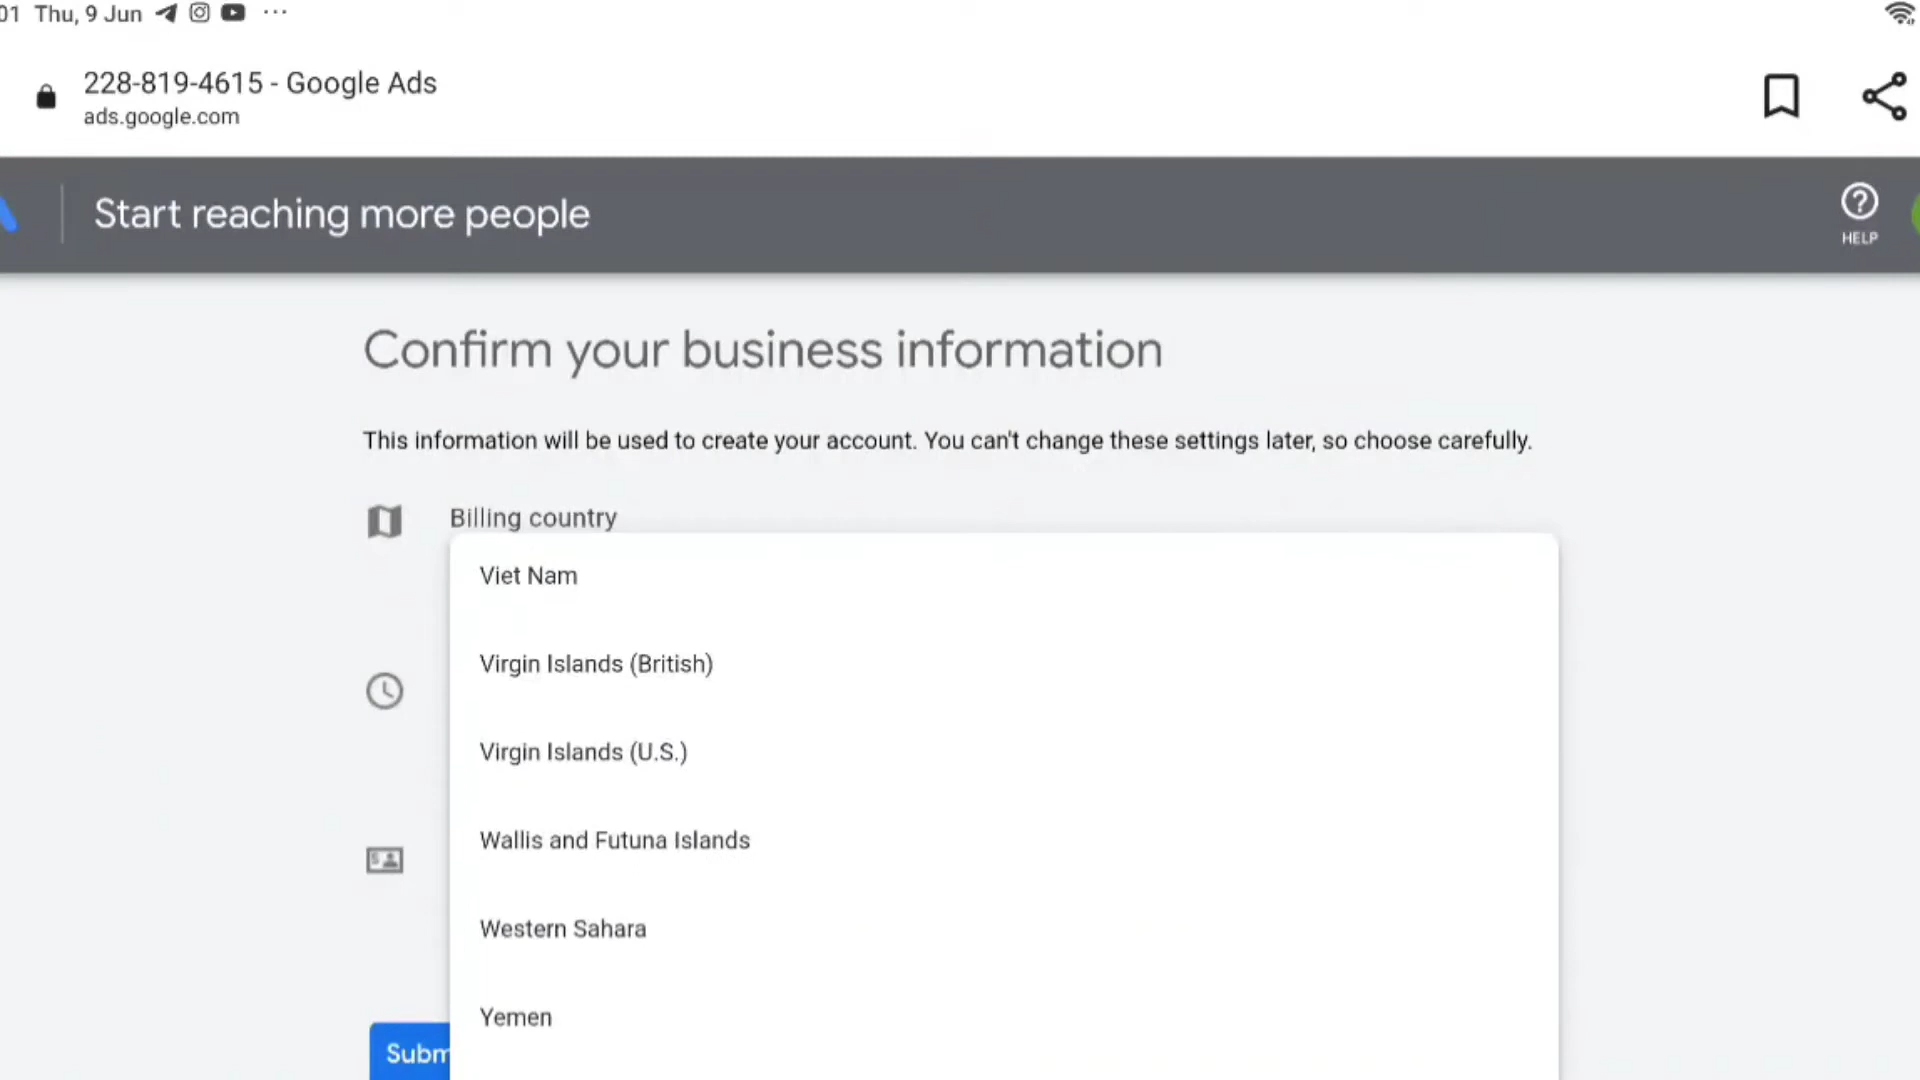 01 Thu, 9 Jun
228-819-4615 - Google Ads
ads.google.com
Start reaching more people
HELP
Confirm your business information
This information will be used to create your account. You can't change these settings later, so choose carefully.
Billing country
Viet Nam
Virgin Islands (British)
Virgin Islands (U.S.)
Wallis and Futuna Islands
Western Sahara
Yemen
Subm